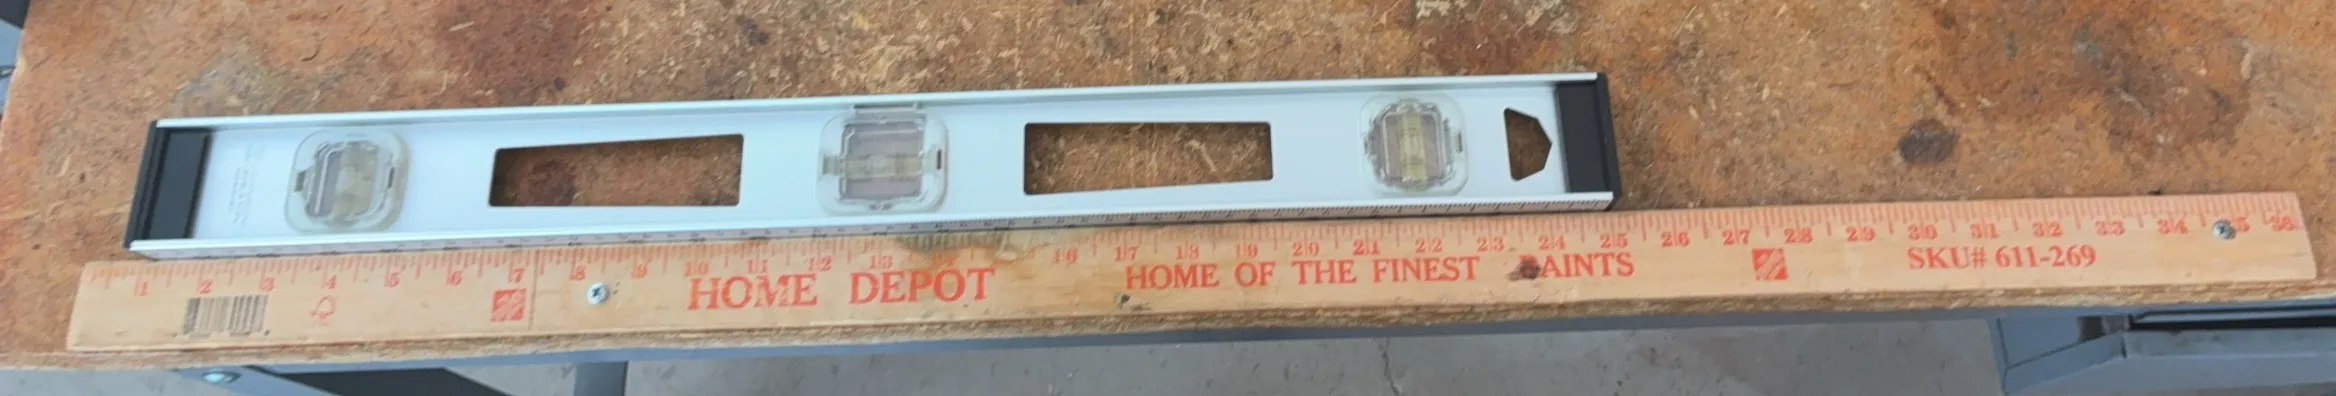 1 2 3 4 5 6 7 8 9 10 11 12 13 14 16 17 18 19 20 21 22 23 24 25 26 27 28 29 30 31 32 33 34 35 36
HOME DEPOT HOME OF THE FINEST PAINTS SKU# 611-269